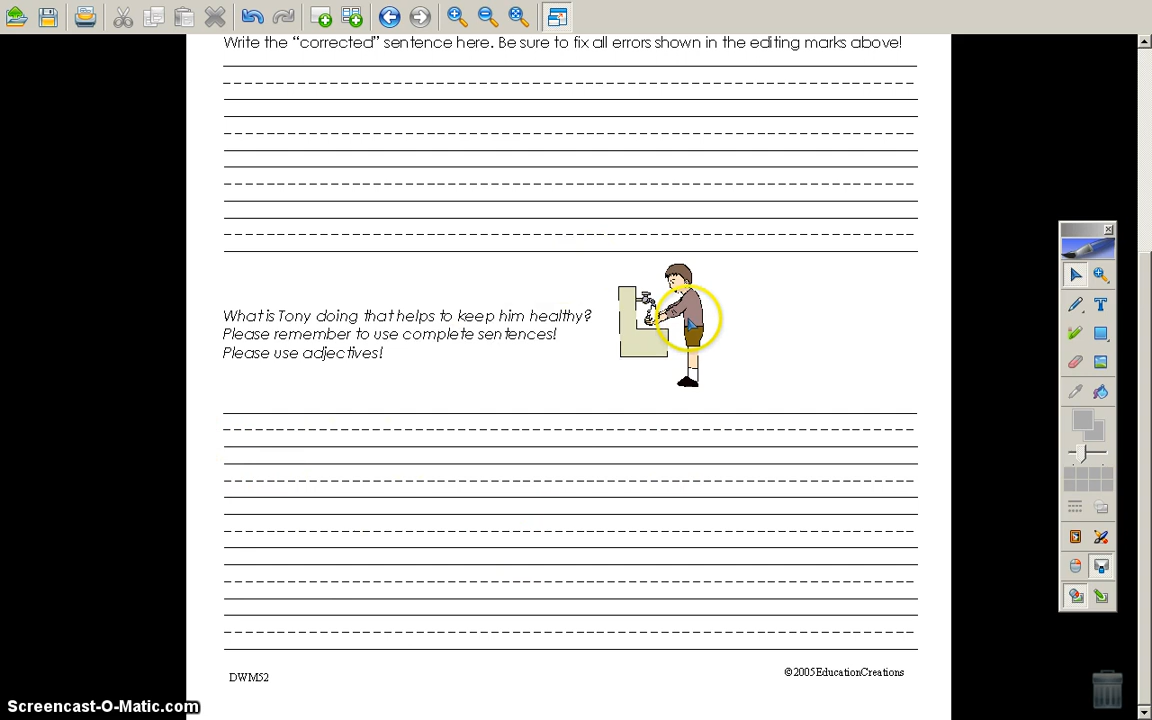 Write the “corrected” sentence here. Be sure to fix all errors shown in the editing marks above!
What is Tony doing that helps to keep him healthy?
Please remember to use complete sentences!
Please use adjectives!
DWM52
©2005EducationCreations
Screencast-O-Matic.com